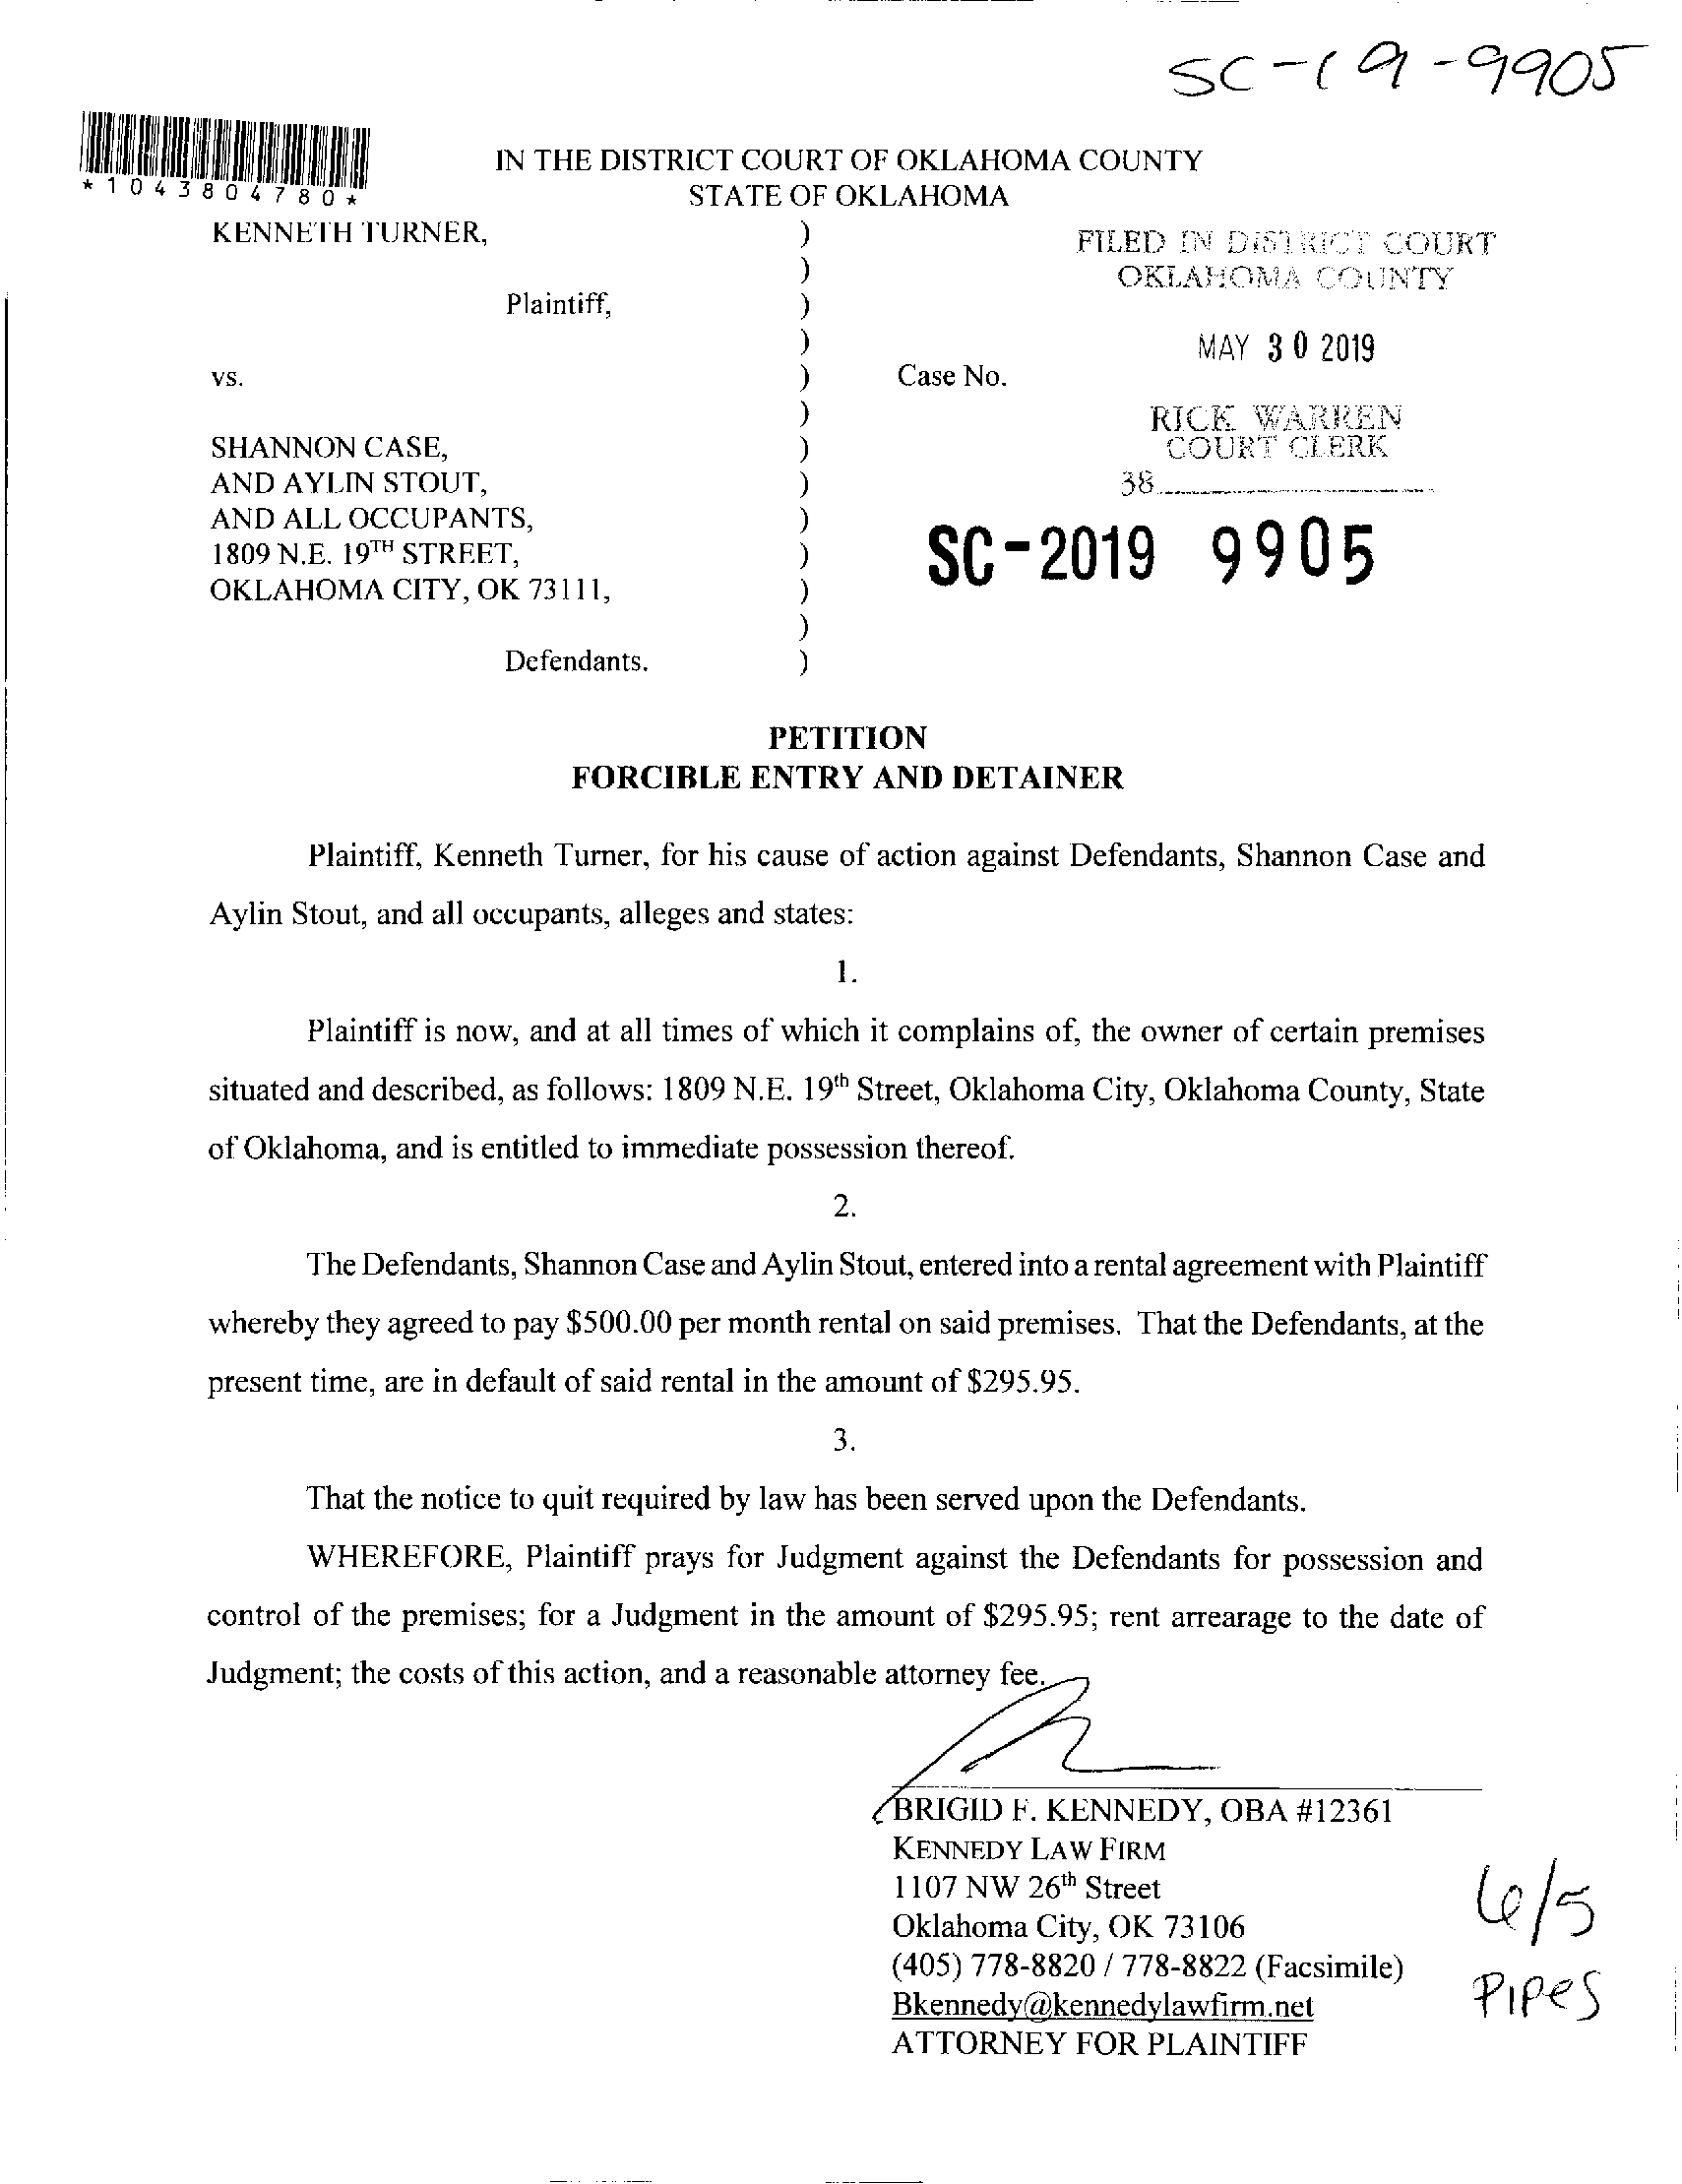 SC-19-9905
*1043804780*
IN THE DISTRICT COURT OF OKLAHOMA COUNTY
STATE OF OKLAHOMA
KENNETH TURNER,
Plaintiff,
vs.
SHANNON CASE,
AND AYLIN STOUT,
AND ALL OCCUPANTS,
1809 N.E. 19TH STREET,
OKLAHOMA CITY, OK 73111,
Defendants.
)
)
)
)
)
)
)
)
)
)
)
)
)
Case No.
FILED IN DISTRICT COURT
OKLAHOMA COUNTY
MAY 30 2019
RICK WARREN
COURT CLERK
38
SC-2019 9905
PETITION
FORCIBLE ENTRY AND DETAINER
Plaintiff, Kenneth Turner, for his cause of action against Defendants, Shannon Case and
Aylin Stout, and all occupants, alleges and states:
1.
Plaintiff is now, and at all times of which it complains of, the owner of certain premises
situated and described, as follows: 1809 N.E. 19th Street, Oklahoma City, Oklahoma County, State
of Oklahoma, and is entitled to immediate possession thereof.
2.
The Defendants, Shannon Case and Aylin Stout, entered into a rental agreement with Plaintiff
whereby they agreed to pay $500.00 per month rental on said premises. That the Defendants, at the
present time, are in default of said rental in the amount of $295.95.
3.
That the notice to quit required by law has been served upon the Defendants.
WHEREFORE, Plaintiff prays for Judgment against the Defendants for possession and
control of the premises; for a Judgment in the amount of $295.95; rent arrearage to the date of
Judgment; the costs of this action, and a reasonable attorney fee.
BRIGID F. KENNEDY, OBA #12361
KENNEDY LAW FIRM
1107 NW 26th Street
Oklahoma City, OK 73106
(405) 778-8820 / 778-8822 (Facsimile)
Bkennedy@kennedylawfirm.net
ATTORNEY FOR PLAINTIFF
6/5
PIPES